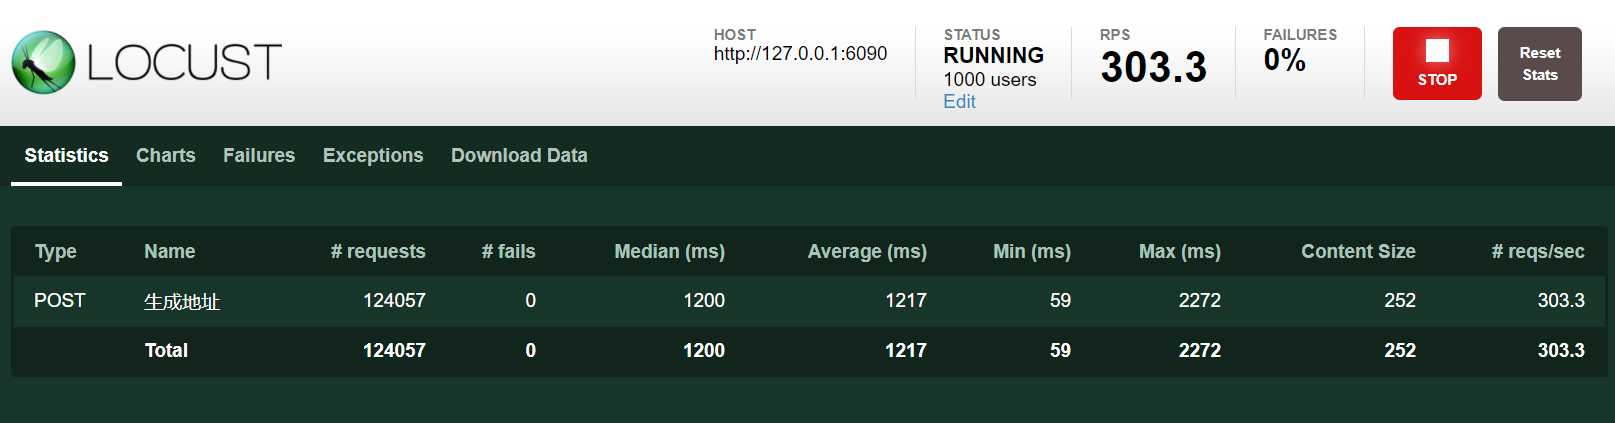 LOCUST
HOST
http://127.0.0.1:6090
STATUS
RUNNING
1000 users
Edit
RPS
303.3
FAILURES
0%
STOP
Reset
Stats
Statistics Charts Failures Exceptions Download Data
Type Name # requests # fails Median (ms) Average (ms) Min (ms) Max (ms) Content Size # reqs/sec
POST 生成地址 124057 0 1200 1217 59 2272 252 303.3
Total 124057 0 1200 1217 59 2272 252 303.3